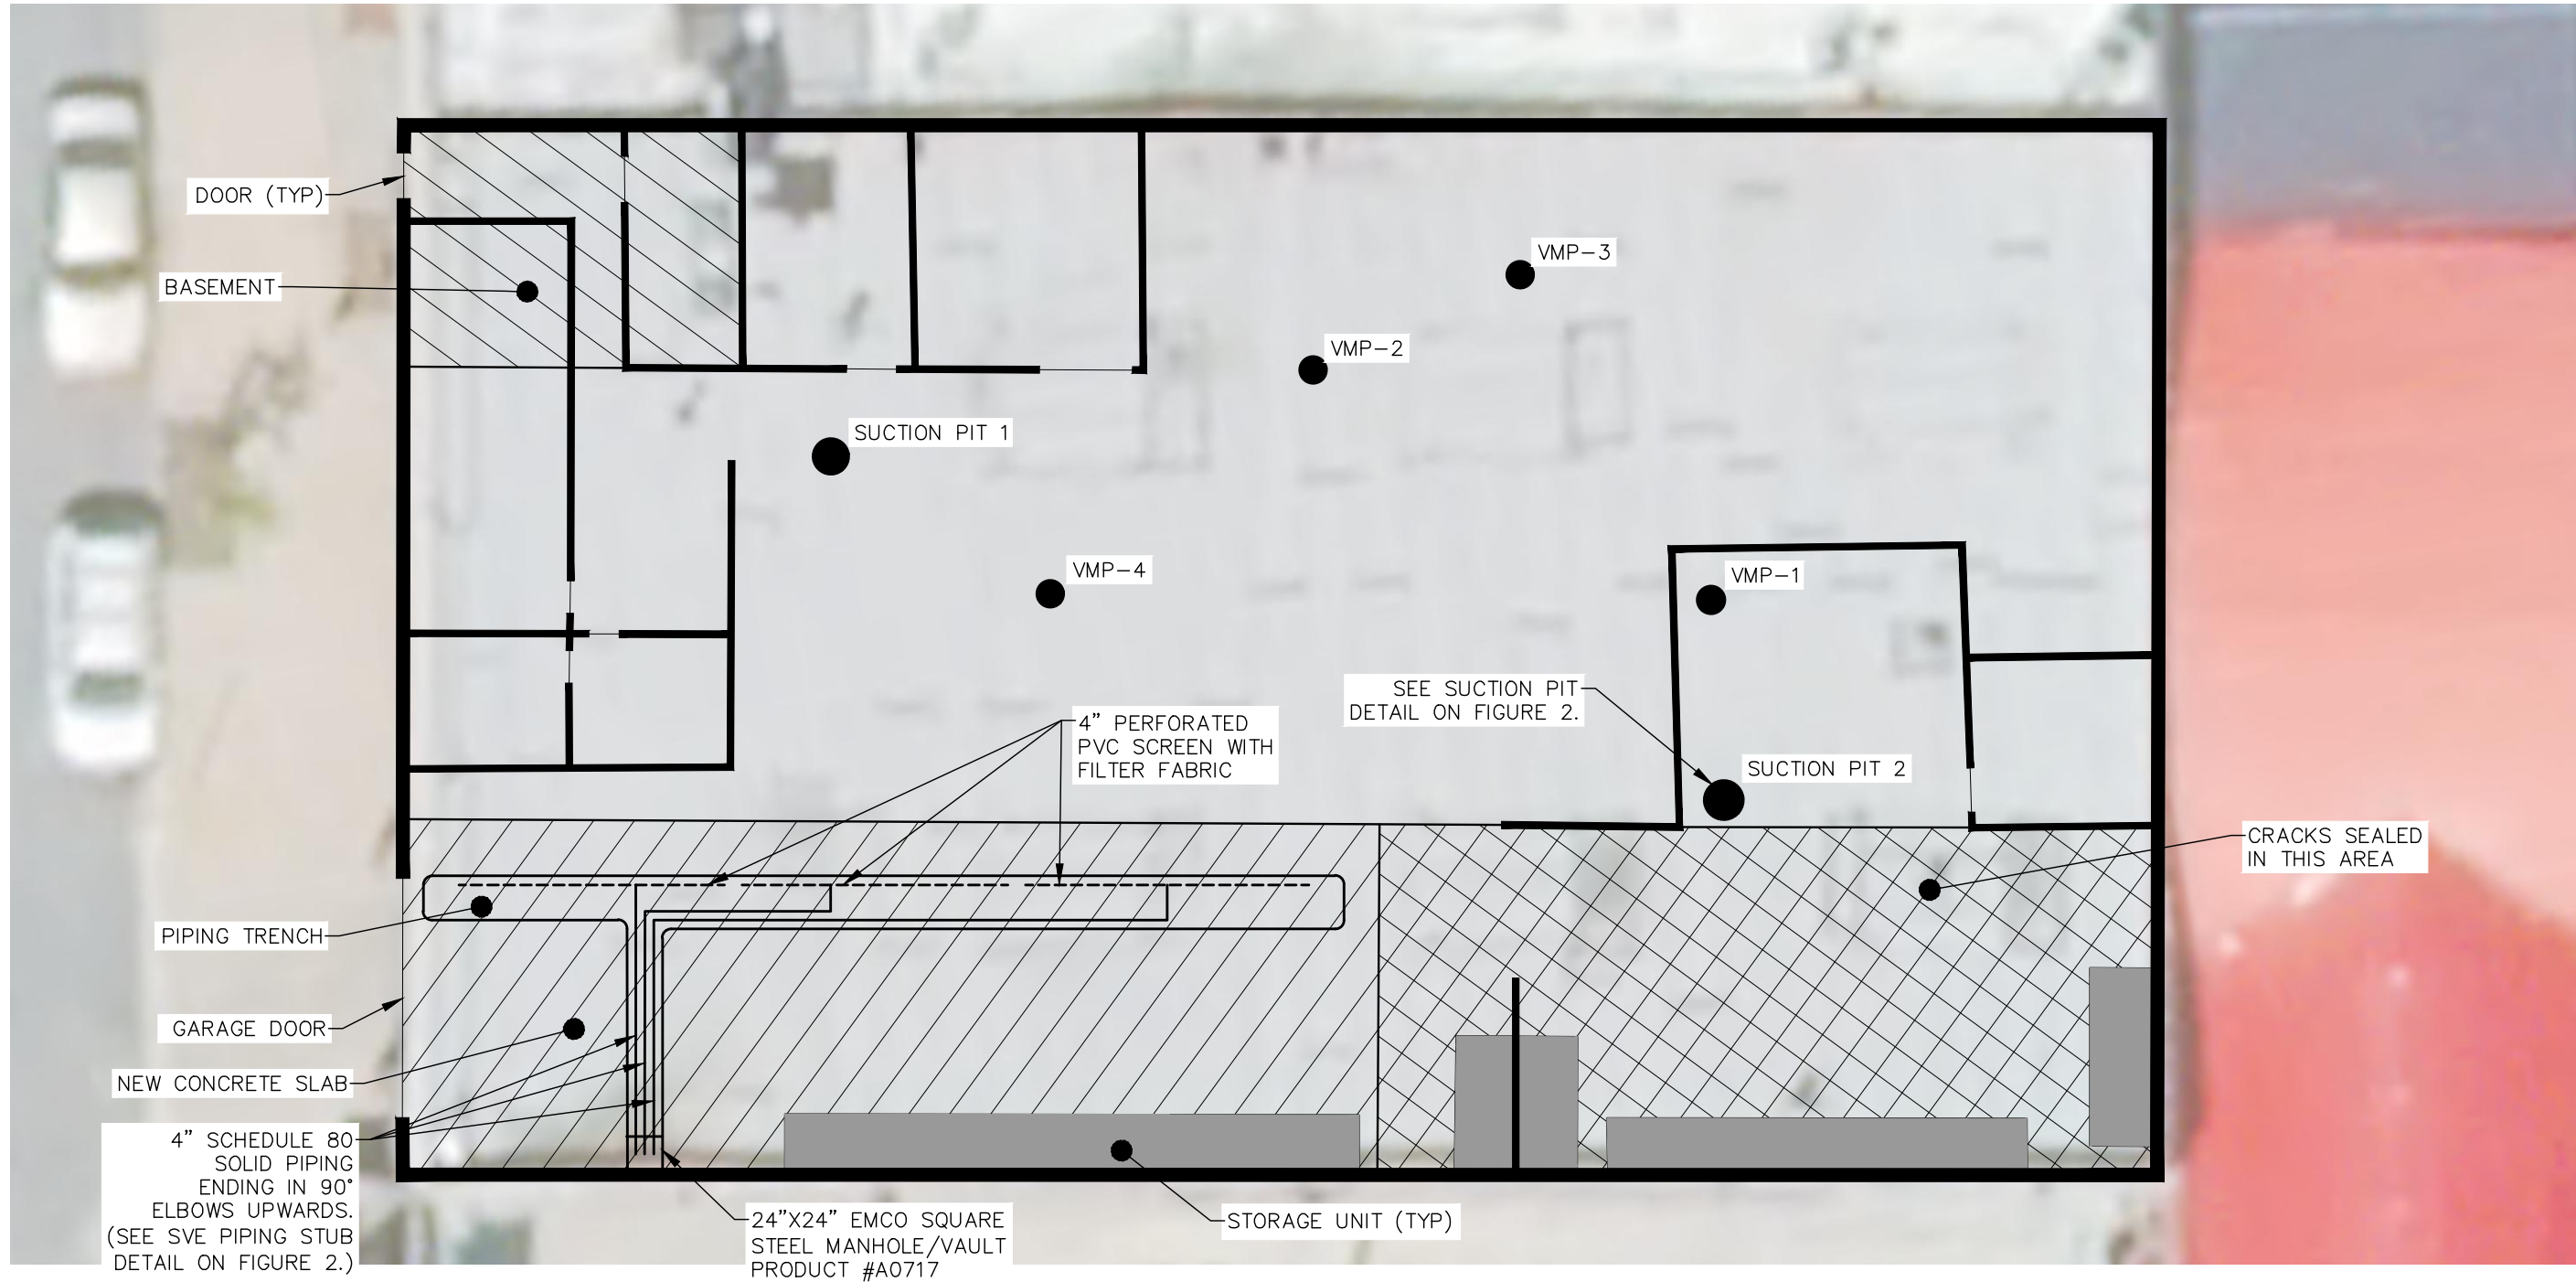 DOOR (TYP)
BASEMENT
VMP-3
VMP-2
SUCTION PIT 1
VMP-4
VMP-1
SEE SUCTION PIT
DETAIL ON FIGURE 2.
SUCTION PIT 2
4" PERFORATED
PVC SCREEN WITH
FILTER FABRIC
CRACKS SEALED
IN THIS AREA
PIPING TRENCH
GARAGE DOOR
NEW CONCRETE SLAB
4" SCHEDULE 80
SOLID PIPING
ENDING IN 90°
ELBOWS UPWARDS.
(SEE SVE PIPING STUB
DETAIL ON FIGURE 2.)
24"X24" EMCO SQUARE
STEEL MANHOLE/VAULT
PRODUCT #A0717
STORAGE UNIT (TYP)